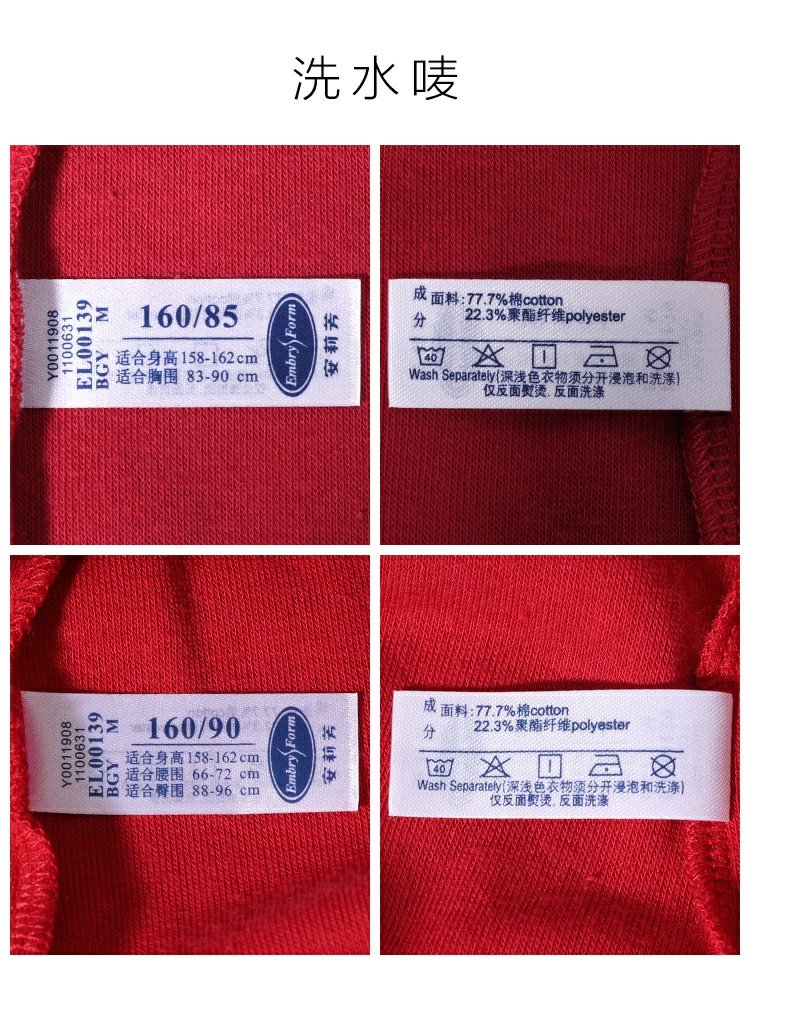 洗水唛
Y0011908
1100631
EL00139
BGY M
160/85
适合身高 158-162 cm
适合胸围 83-90 cm
Embry Form
安莉芳
成分
面料:77.7%棉cotton
22.3%聚酯纤维polyester
40
Wash Separately(深浅色衣物须分开浸泡和洗涤)
仅反面熨烫, 反面洗涤
Y0011908
1100631
EL00139
BGY M
160/90
适合身高 158-162 cm
适合腰围 66-72 cm
适合臀围 88-96 cm
Embry Form
安莉芳
成分
面料:77.7%棉cotton
22.3%聚酯纤维polyester
40
Wash Separately(深浅色衣物须分开浸泡和洗涤)
仅反面熨烫, 反面洗涤